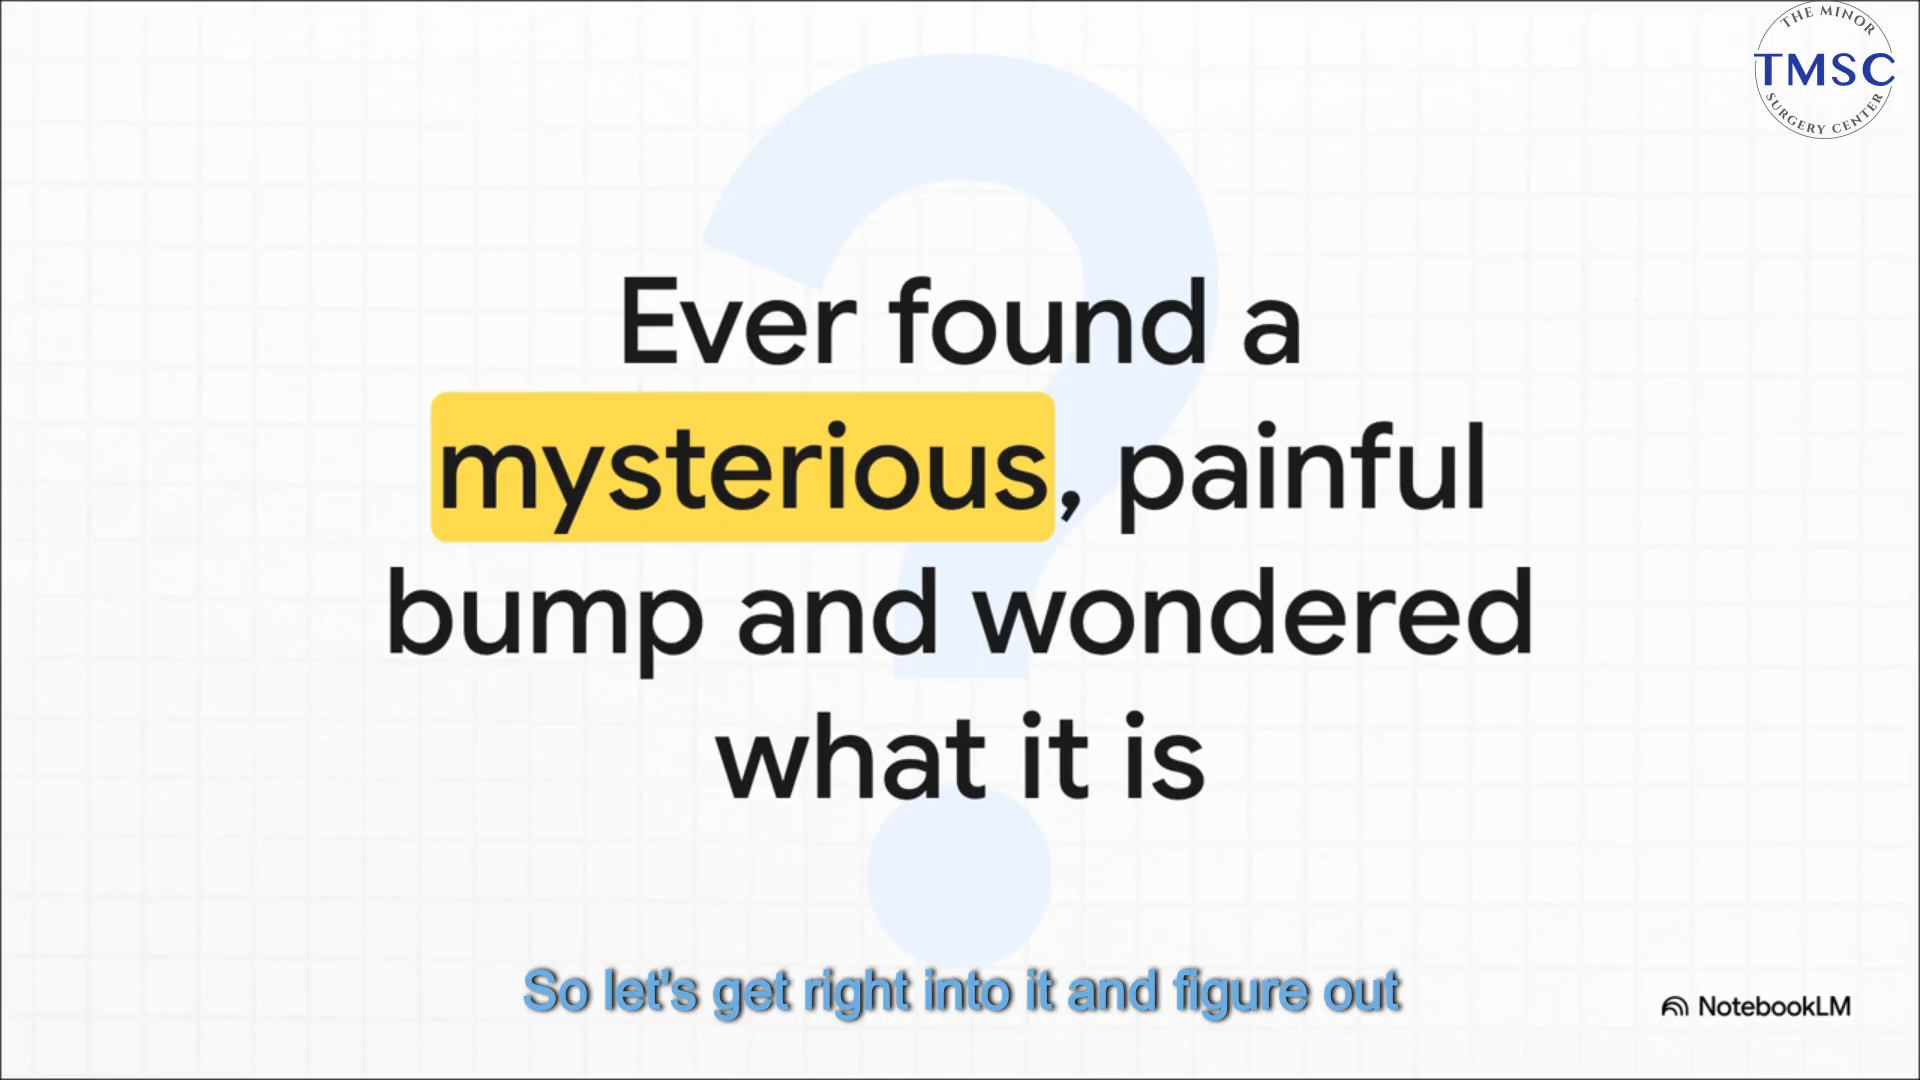 THE MINOR
TMSC
SURGERY CENTER
Ever found a
mysterious, painful
bump and wondered
what it is
So let's get right into it and figure out
NotebookLM